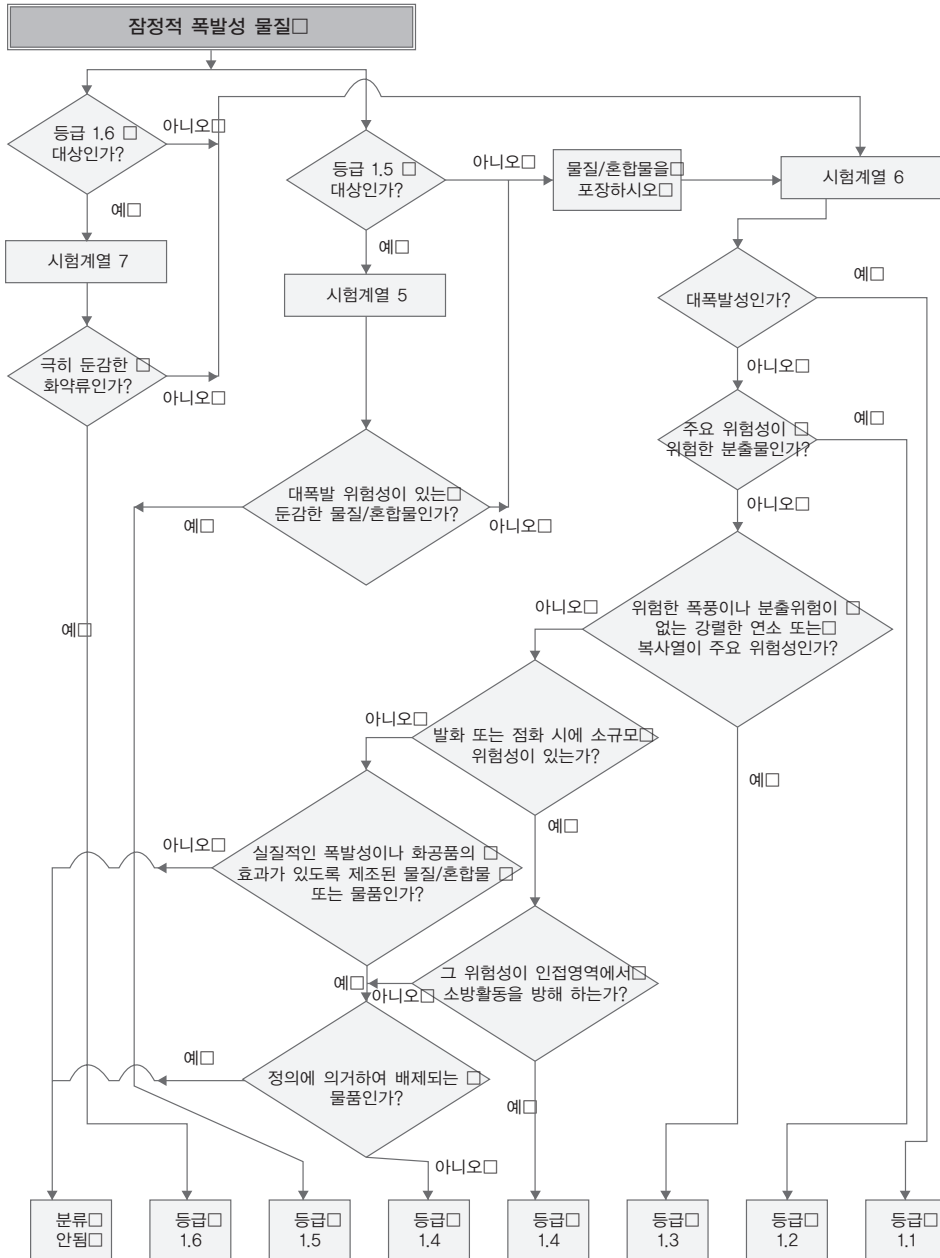 잠정적 폭발성 물질□
등급 1.6 □
대상인가?
아니오□
예□
시험계열 7
극히 둔감한 □
화약류인가?
아니오□
예□
등급 1.5 □
대상인가?
아니오□
예□
시험계열 5
대폭발 위험성이 있는□
둔감한 물질/혼합물인가?
예□
아니오□
물질/혼합물을□
포장하시오□
시험계열 6
대폭발성인가?
예□
아니오□
주요 위험성이 □
위험한 분출물인가?
예□
아니오□
위험한 폭풍이나 분출위험이 □
없는 강렬한 연소 또는□
복사열이 주요 위험성인가?
아니오□
예□
발화 또는 점화 시에 소규모□
위험성이 있는가?
아니오□
예□
실질적인 폭발성이나 화공품의 □
효과가 있도록 제조된 물질/혼합물 □
또는 물품인가?
아니오□
예□
그 위험성이 인접영역에서□
소방활동을 방해 하는가?
아니오□
예□
정의에 의거하여 배제되는 □
물품인가?
예□
아니오□
분류□
안됨□
등급□
1.6
등급□
1.5
등급□
1.4
등급□
1.4
등급□
1.3
등급□
1.2
등급□
1.1